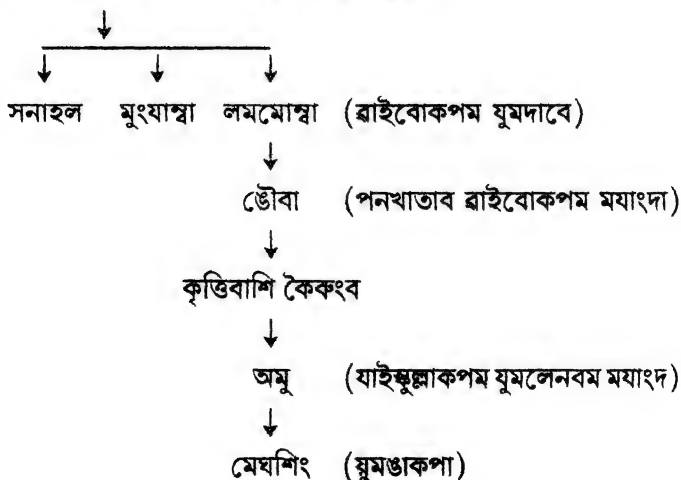 সনাহল মুংযাম্বা লমমোম্বা (ৱাইবোকপম যুমদাবে)
ঙৌবা (পনখাতাব ৱাইবোকপম মযাংদা)
কৃত্তিবাশি কৈকংব
অমু (যাইস্কুল্লাকপম যুমলেনবম মযাংদ)
মেঘশিং (য়ুমঙাকপা)